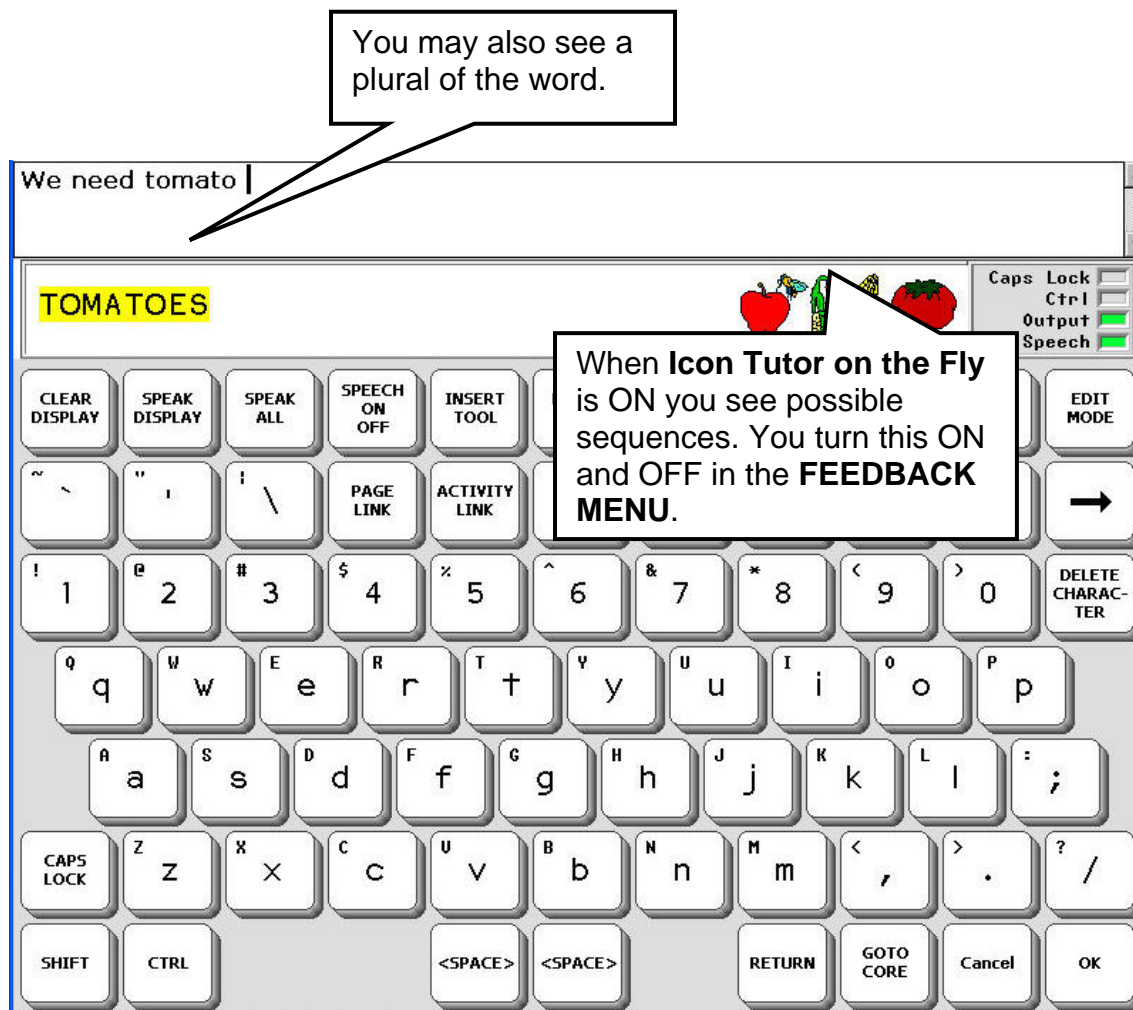 You may also see a
plural of the word.
We need tomato
TOMATOES
Caps Lock
Ctrl
Output
Speech
When Icon Tutor on the Fly
is ON you see possible
sequences. You turn this ON
and OFF in the FEEDBACK
MENU.
CLEAR
DISPLAY
SPEAK
DISPLAY
SPEAK
ALL
SPEECH
ON
OFF
INSERT
TOOL
EDIT
MODE
~ `
" '
¦ \
PAGE
LINK
ACTIVITY
LINK
→
! 1
@ 2
# 3
$ 4
% 5
^ 6
& 7
* 8
< 9
> 0
DELETE
CHARAC-
TER
Q q
W w
E e
R r
T t
Y y
U u
I i
O o
P p
A a
S s
D d
F f
G g
H h
J j
K k
L l
: ;
CAPS
LOCK
Z z
X x
C c
V v
B b
N n
M m
< ,
> .
? /
SHIFT
CTRL
<SPACE>
<SPACE>
RETURN
GOTO
CORE
Cancel
OK